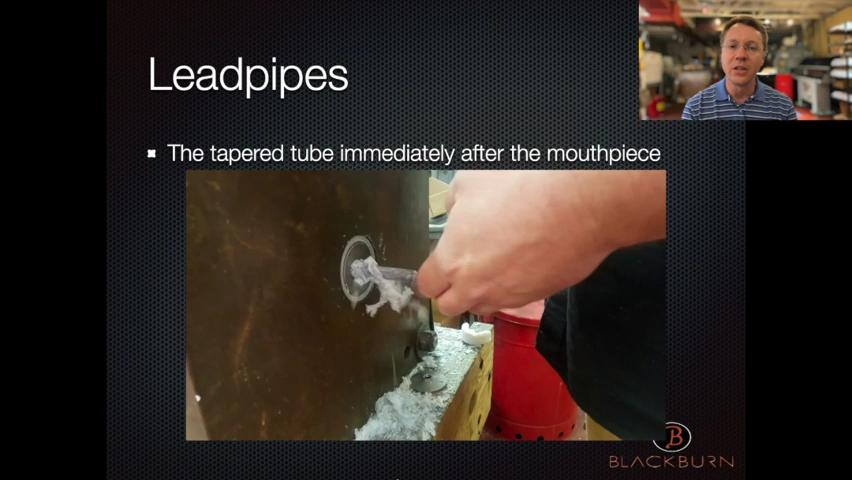 Leadpipes
The tapered tube immediately after the mouthpiece
B
BLACKBURN